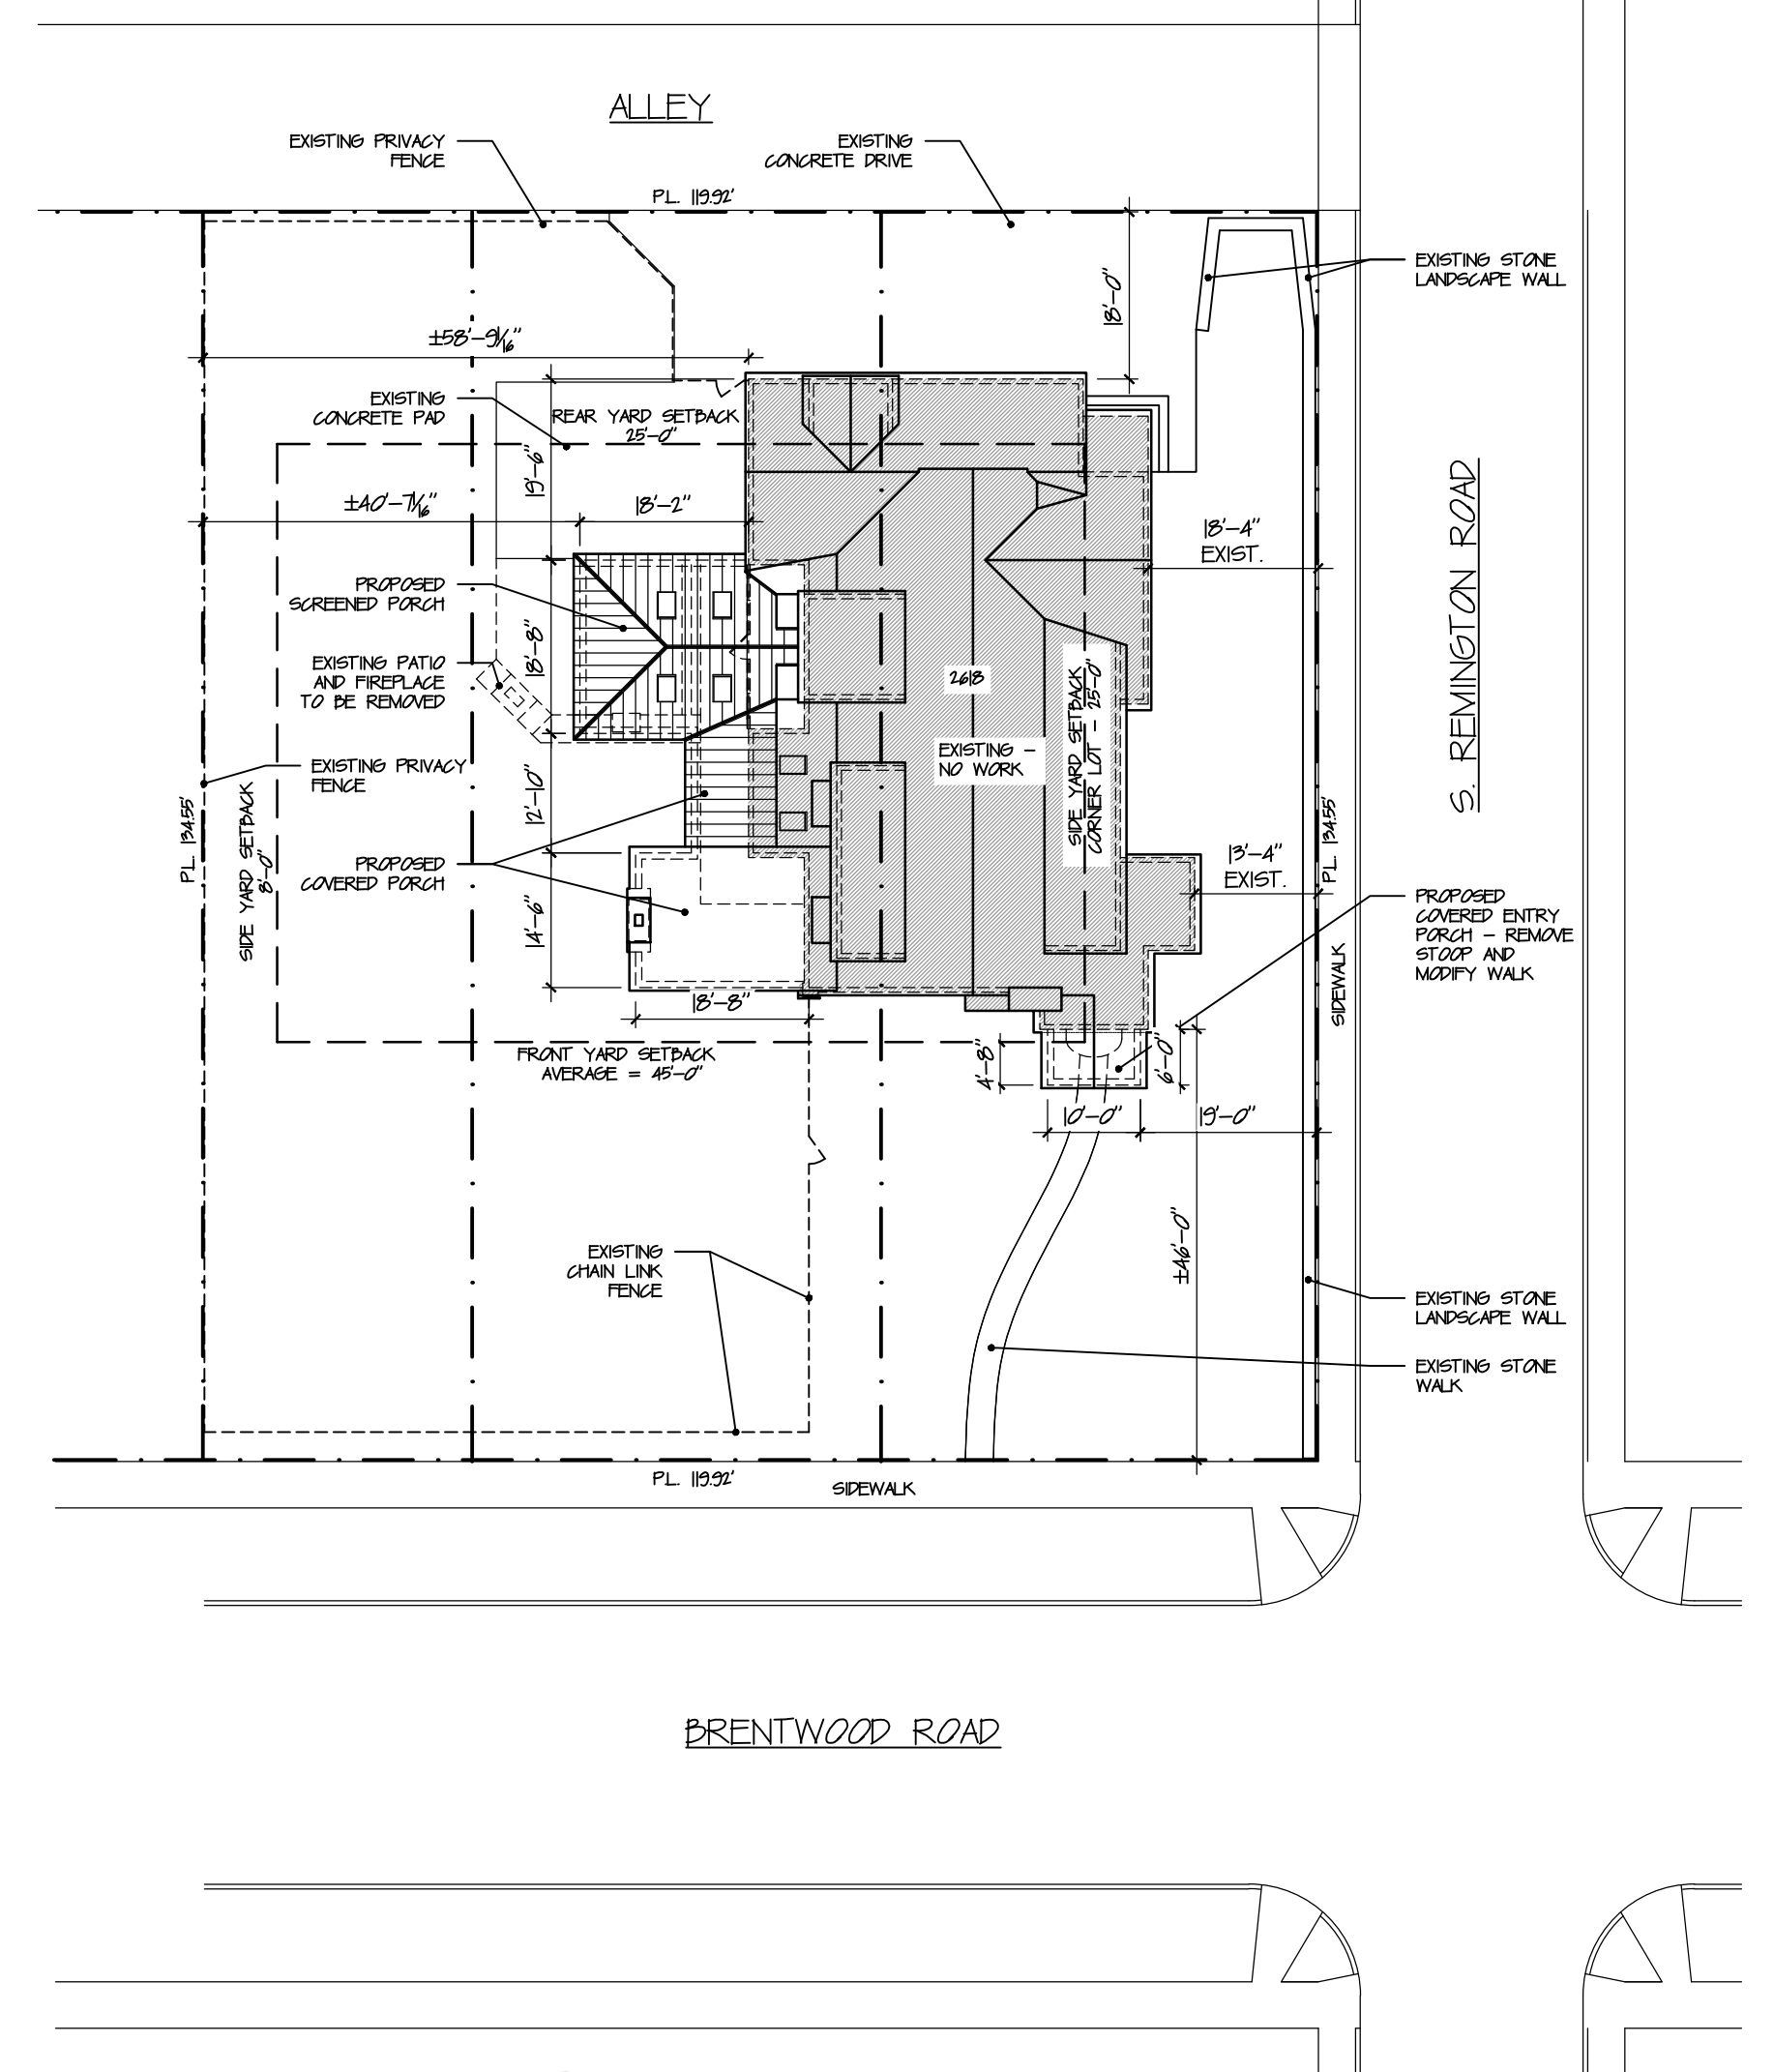 ALLEY
EXISTING PRIVACY
FENCE
EXISTING
CONCRETE DRIVE
PL. 119.92'
EXISTING STONE
LANDSCAPE WALL
18'-0"
±58'-9 1/16"
EXISTING
CONCRETE PAD
REAR YARD SETBACK
25'-0"
19'-6"
±40'-7 1/16"
18'-2"
18'-4"
EXIST.
S. REMINGTON ROAD
PROPOSED
SCREENED PORCH
18'-8"
EXISTING PATIO
AND FIREPLACE
TO BE REMOVED
2618
SIDE YARD SETBACK
CORNER LOT - 25'-0"
EXISTING -
NO WORK
EXISTING PRIVACY
FENCE
12'-10"
PL. 134.55'
SIDE YARD SETBACK
8'-0"
PL. 134.55'
13'-4"
EXIST.
PROPOSED
COVERED PORCH
14'-6"
PROPOSED
COVERED ENTRY
PORCH - REMOVE
STOOP AND
MODIFY WALK
SIDEWALK
18'-8"
FRONT YARD SETBACK
AVERAGE = 45'-0"
4'-8"
6'-0"
10'-0"
19'-0"
±46'-0"
EXISTING
CHAIN LINK
FENCE
EXISTING STONE
LANDSCAPE WALL
EXISTING STONE
WALK
PL. 119.92'
SIDEWALK
BRENTWOOD ROAD